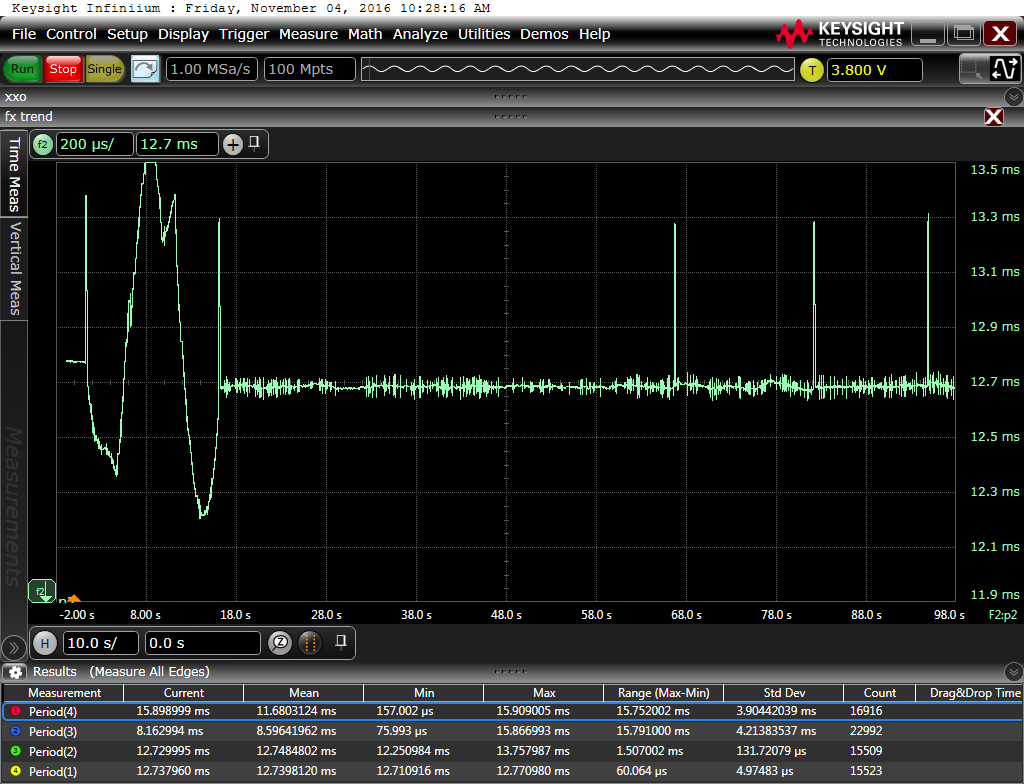 Keysight Infiniium : Friday, November 04, 2016 10:28:16 AM
File Control Setup Display Trigger Measure Math Analyze Utilities Demos Help
KEYSIGHT
TECHNOLOGIES
Run Stop Single 1.00 MSa/s 100 Mpts T 3.800 V
xxo
fx trend
f2 200 µs/ 12.7 ms
Time Meas
Vertical Meas
Measurements
13.5 ms
13.3 ms
13.1 ms
12.9 ms
12.7 ms
12.5 ms
12.3 ms
12.1 ms
11.9 ms
f2
-2.00 s 8.00 s 18.0 s 28.0 s 38.0 s 48.0 s 58.0 s 68.0 s 78.0 s 88.0 s 98.0 s F2:p2
H 10.0 s/ 0.0 s
Results (Measure All Edges)
Measurement Current Mean Min Max Range (Max-Min) Std Dev Count Drag&Drop Time
1 Period(4) 15.898999 ms 11.6803124 ms 157.002 µs 15.909005 ms 15.752002 ms 3.90442039 ms 16916
2 Period(3) 8.162994 ms 8.59641962 ms 75.993 µs 15.866993 ms 15.791000 ms 4.21383537 ms 22992
3 Period(2) 12.729995 ms 12.7484802 ms 12.250984 ms 13.757987 ms 1.507002 ms 131.72079 µs 15509
4 Period(1) 12.737960 ms 12.7398120 ms 12.710916 ms 12.770980 ms 60.064 µs 4.97483 µs 15523